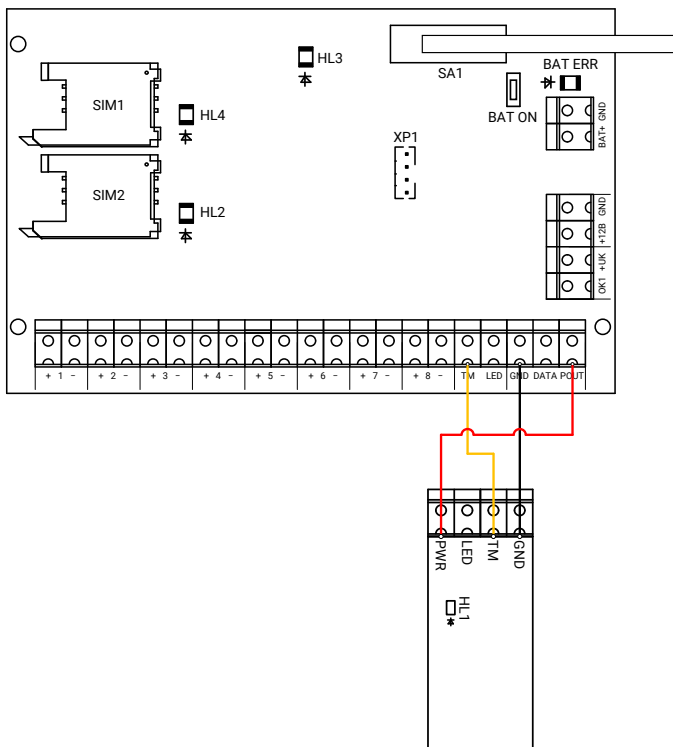 HL3
SA1
BAT ERR
SIM1
HL4
BAT ON
BAT+ GND
XP1
SIM2
HL2
OK1 +UK +12B GND
+ 1 − + 2 − + 3 − + 4 − + 5 − + 6 − + 7 − + 8 − TM LED GND DATA POUT
PWR LED TM GND
HL1